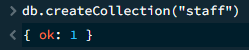 > db.createCollection("staff")
< { ok: 1 }